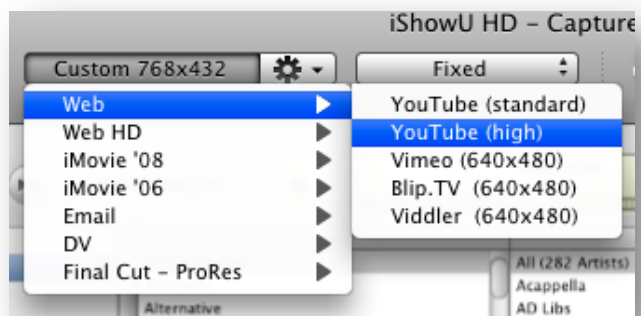 iShowU HD – Capture
Custom 768x432
Fixed
Web
Web HD
iMovie '08
iMovie '06
Email
DV
Final Cut – ProRes
YouTube (standard)
YouTube (high)
Vimeo (640x480)
Blip.TV (640x480)
Viddler (640x480)
Alternative
All (282 Artists)
Acappella
AD Libs